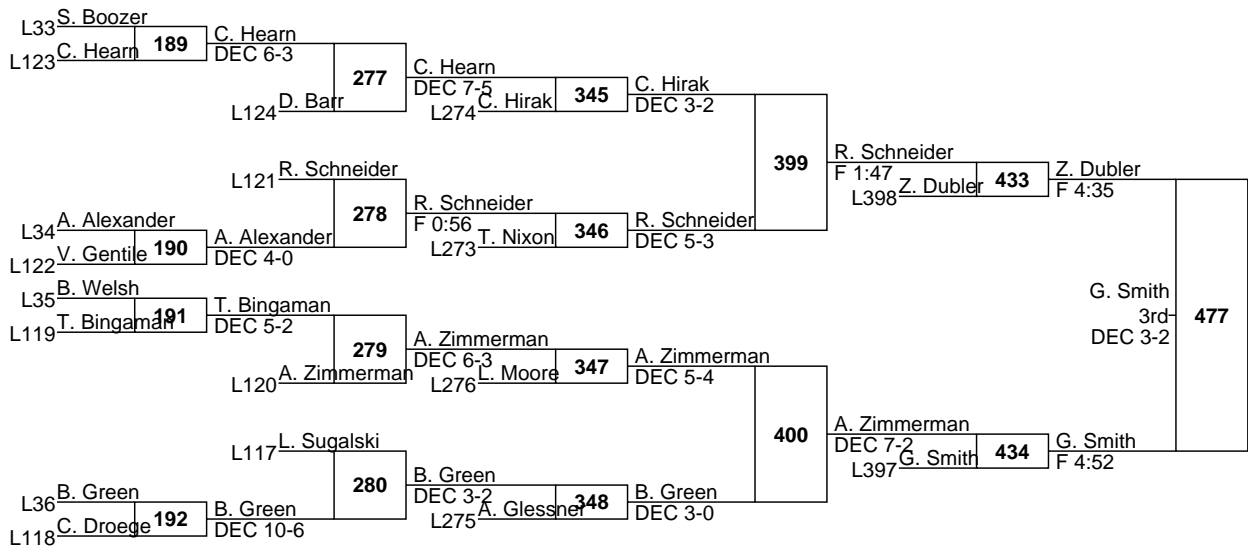 S. Boozer
L33
189
C. Hearn
DEC 6-3
C. Hearn
L123
277
C. Hearn
DEC 7-5
D. Barr
L124
C. Hirak
L274
345
C. Hirak
DEC 3-2
399
R. Schneider
F 1:47
R. Schneider
L121
278
R. Schneider
F 0:56
A. Alexander
L34
190
A. Alexander
DEC 4-0
V. Gentile
L122
T. Nixon
L273
346
R. Schneider
DEC 5-3
Z. Dubler
L398
433
Z. Dubler
F 4:35
B. Welsh
L35
191
T. Bingaman
DEC 5-2
T. Bingaman
L119
279
A. Zimmerman
DEC 6-3
A. Zimmerman
L120
L. Moore
L276
347
A. Zimmerman
DEC 5-4
400
A. Zimmerman
DEC 7-2
L. Sugalski
L117
280
B. Green
DEC 3-2
B. Green
L36
192
B. Green
DEC 10-6
C. Droege
L118
A. Glessner
L275
348
B. Green
DEC 3-0
G. Smith
L397
434
G. Smith
F 4:52
G. Smith
3rd
DEC 3-2
477